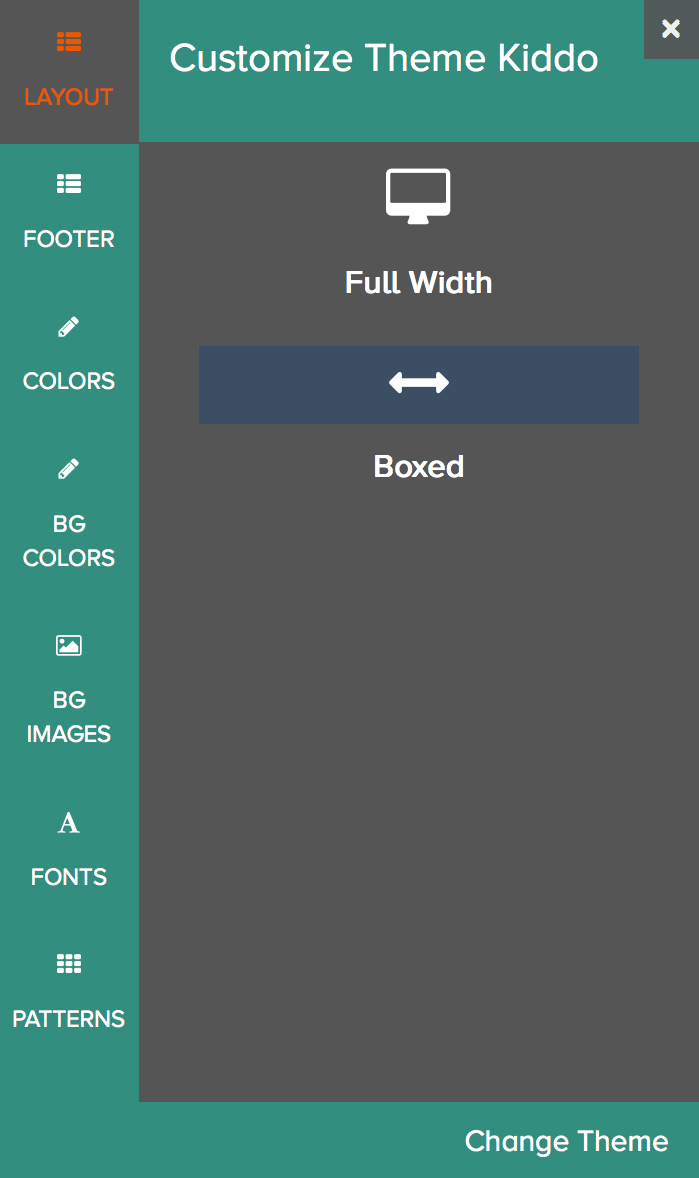 LAYOUT
Customize Theme Kiddo
FOOTER
COLORS
BG
COLORS
BG
IMAGES
FONTS
PATTERNS
Full Width
Boxed
Change Theme